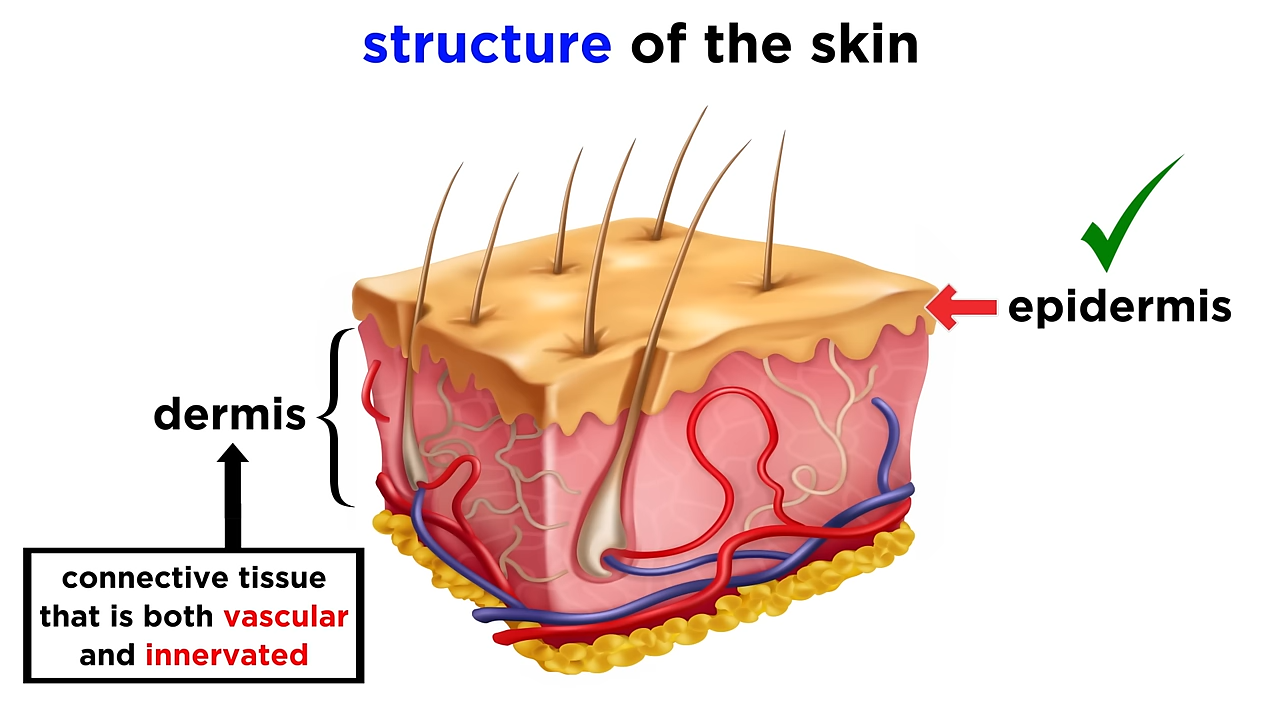 structure of the skin
epidermis
dermis
connective tissue
that is both vascular
and innervated